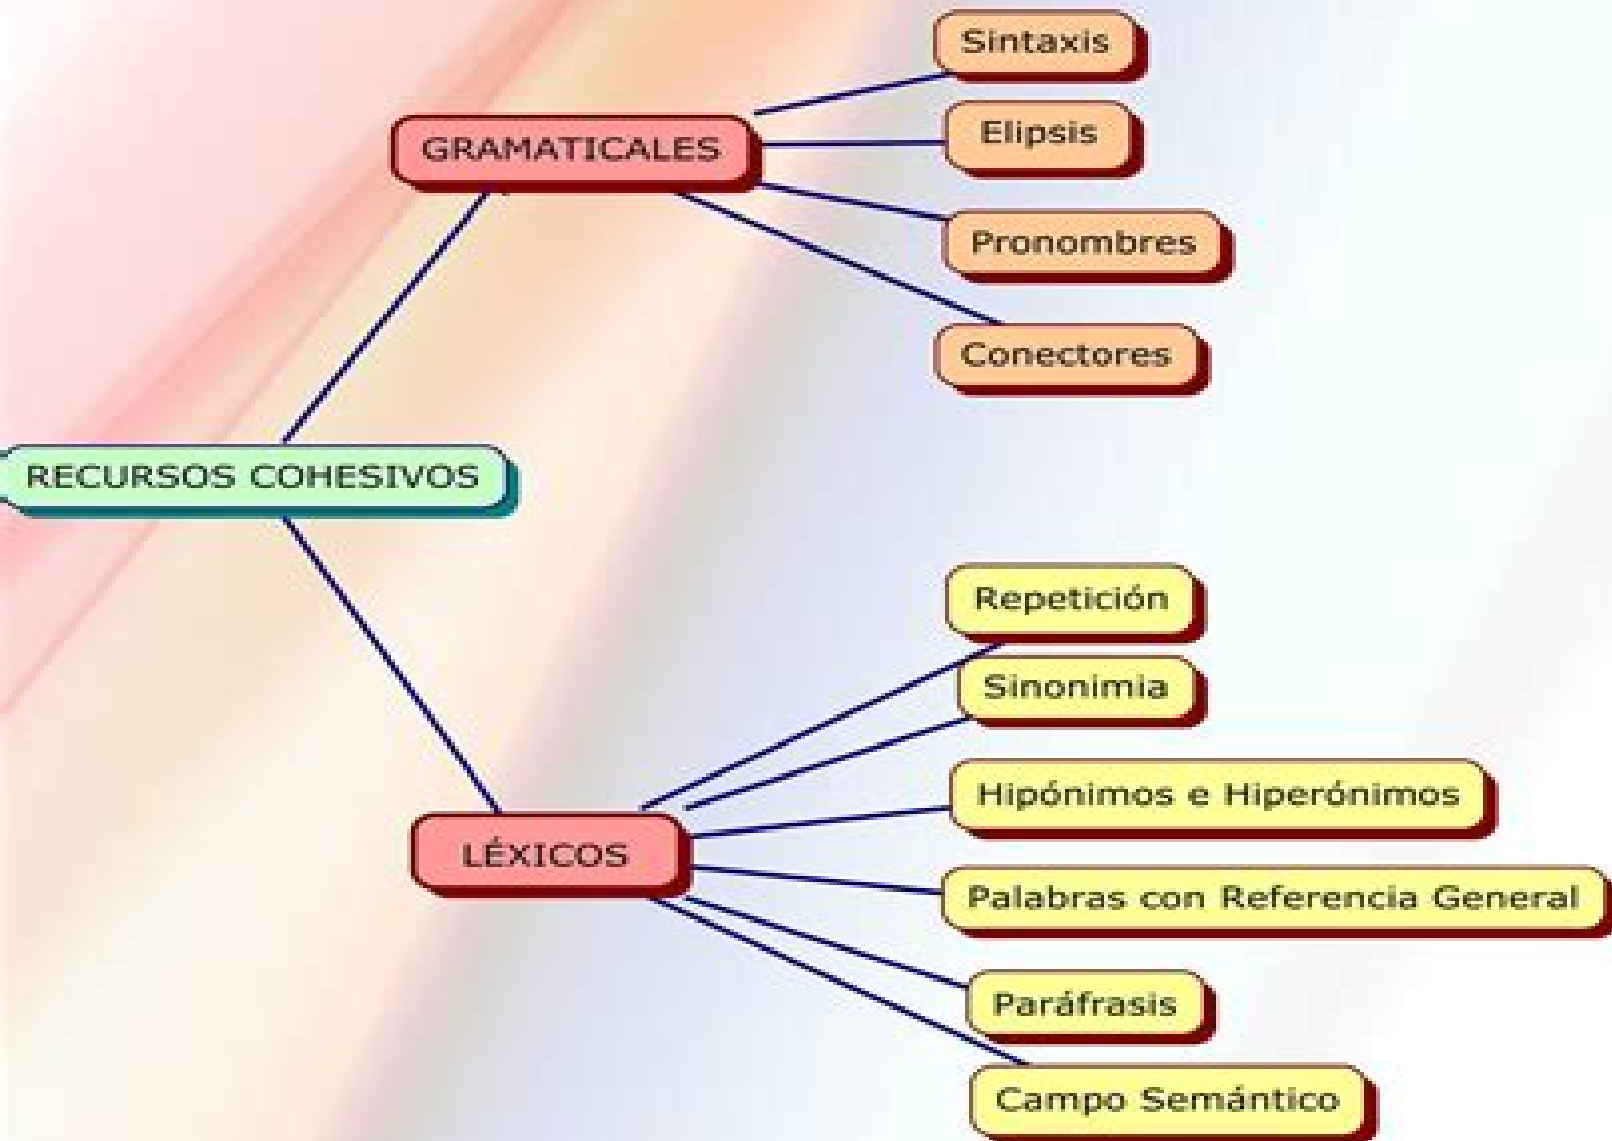 Sintaxis
GRAMATICALES
Elipsis
Pronombres
Conectores
RECURSOS COHESIVOS
Repetición
Sinonimia
Hipónimos e Hiperónimos
LÉXICOS
Palabras con Referencia General
Paráfrasis
Campo Semántico